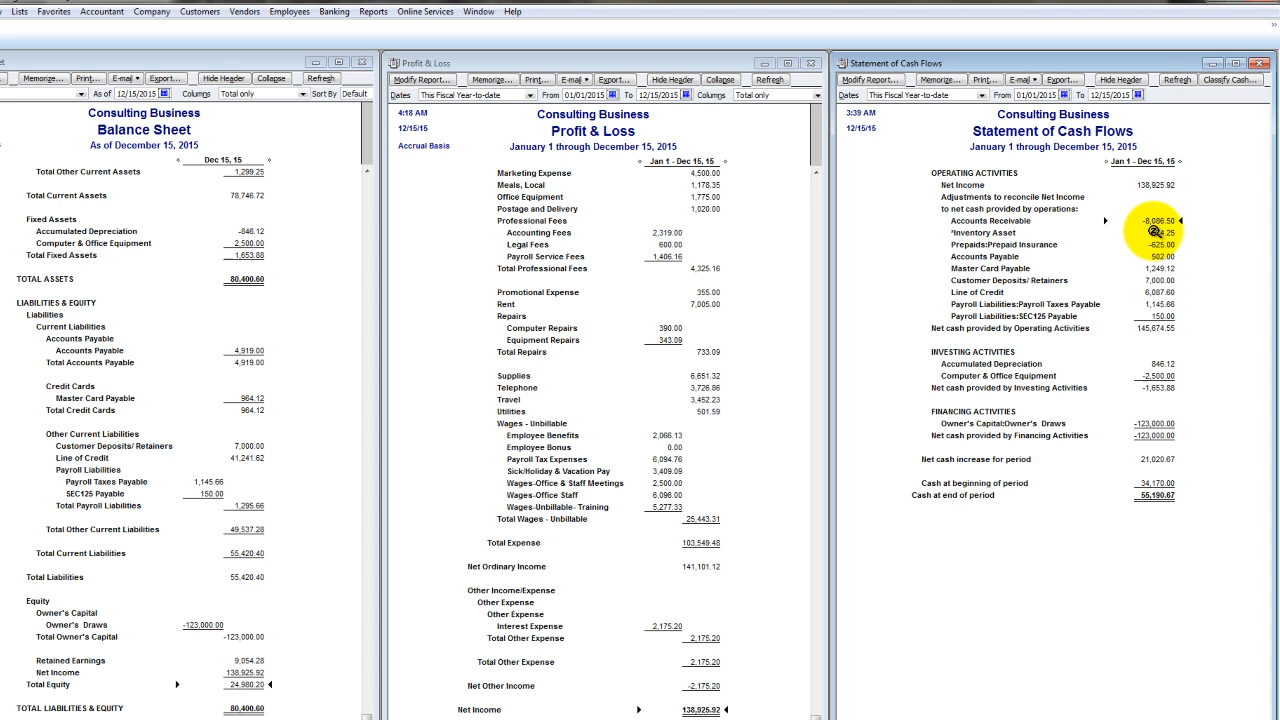 Lists Favorites Accountant Company Customers Vendors Employees Banking Reports Online Services Window Help
Memorize... Print... E-mail Export... Hide Header Collapse Refresh
As of 12/15/2015 Columns Total only Sort By Default
Consulting Business
Balance Sheet
As of December 15, 2015
Dec 15, 15
Total Other Current Assets 1,299.25
Total Current Assets 78,746.72
Fixed Assets
Accumulated Depreciation -846.12
Computer & Office Equipment 2,500.00
Total Fixed Assets 1,653.88
TOTAL ASSETS 80,400.60
LIABILITIES & EQUITY
Liabilities
Current Liabilities
Accounts Payable
Accounts Payable 4,919.00
Total Accounts Payable 4,919.00
Credit Cards
Master Card Payable 964.12
Total Credit Cards 964.12
Other Current Liabilities
Customer Deposits/ Retainers 7,000.00
Line of Credit 41,241.62
Payroll Liabilities
Payroll Taxes Payable 1,145.66
SEC125 Payable 150.00
Total Payroll Liabilities 1,295.66
Total Other Current Liabilities 49,537.28
Total Current Liabilities 55,420.40
Total Liabilities 55,420.40
Equity
Owner's Capital
Owner's Draws -123,000.00
Total Owner's Capital -123,000.00
Retained Earnings 9,054.28
Net Income 138,925.92
Total Equity 24,980.20
TOTAL LIABILITIES & EQUITY 80,400.60
Profit & Loss
Modify Report... Memorize... Print... E-mail Export... Hide Header Collapse Refresh
Dates This Fiscal Year-to-date From 01/01/2015 To 12/15/2015 Columns Total only
4:18 AM
12/15/15
Accrual Basis
Consulting Business
Profit & Loss
January 1 through December 15, 2015
Jan 1 - Dec 15, 15
Marketing Expense 4,500.00
Meals, Local 1,178.35
Office Equipment 1,775.00
Postage and Delivery 1,020.00
Professional Fees
Accounting Fees 2,319.00
Legal Fees 600.00
Payroll Service Fees 1,406.16
Total Professional Fees 4,325.16
Promotional Expense 355.00
Rent 7,005.00
Repairs
Computer Repairs 390.00
Equipment Repairs 343.09
Total Repairs 733.09
Supplies 6,651.32
Telephone 3,726.86
Travel 3,452.23
Utilities 501.59
Wages - Unbillable
Employee Benefits 2,066.13
Employee Bonus 0.00
Payroll Tax Expenses 6,094.76
Sick/Holiday & Vacation Pay 3,409.09
Wages-Office & Staff Meetings 2,500.00
Wages-Office Staff 6,096.00
Wages-Unbillable- Training 5,277.33
Total Wages - Unbillable 25,443.31
Total Expense 103,549.48
Net Ordinary Income 141,101.12
Other Income/Expense
Other Expense
Other Expense
Interest Expense 2,175.20
Total Other Expense 2,175.20
Total Other Expense 2,175.20
Net Other Income -2,175.20
Net Income 138,925.92
Statement of Cash Flows
Modify Report... Memorize... Print... E-mail Export... Hide Header Refresh Classify Cash...
Dates This Fiscal Year-to-date From 01/01/2015 To 12/15/2015
3:39 AM
12/15/15
Consulting Business
Statement of Cash Flows
January 1 through December 15, 2015
Jan 1 - Dec 15, 15
OPERATING ACTIVITIES
Net Income 138,925.92
Adjustments to reconcile Net Income
to net cash provided by operations:
Accounts Receivable -8,086.50
*Inventory Asset
Prepaids:Prepaid Insurance -625.00
Accounts Payable 502.00
Master Card Payable 1,249.12
Customer Deposits/ Retainers 7,000.00
Line of Credit 6,087.60
Payroll Liabilities:Payroll Taxes Payable 1,145.66
Payroll Liabilities:SEC125 Payable 150.00
Net cash provided by Operating Activities 145,674.55
INVESTING ACTIVITIES
Accumulated Depreciation 846.12
Computer & Office Equipment -2,500.00
Net cash provided by Investing Activities -1,653.88
FINANCING ACTIVITIES
Owner's Capital:Owner's Draws -123,000.00
Net cash provided by Financing Activities -123,000.00
Net cash increase for period 21,020.67
Cash at beginning of period 34,170.00
Cash at end of period 55,190.67